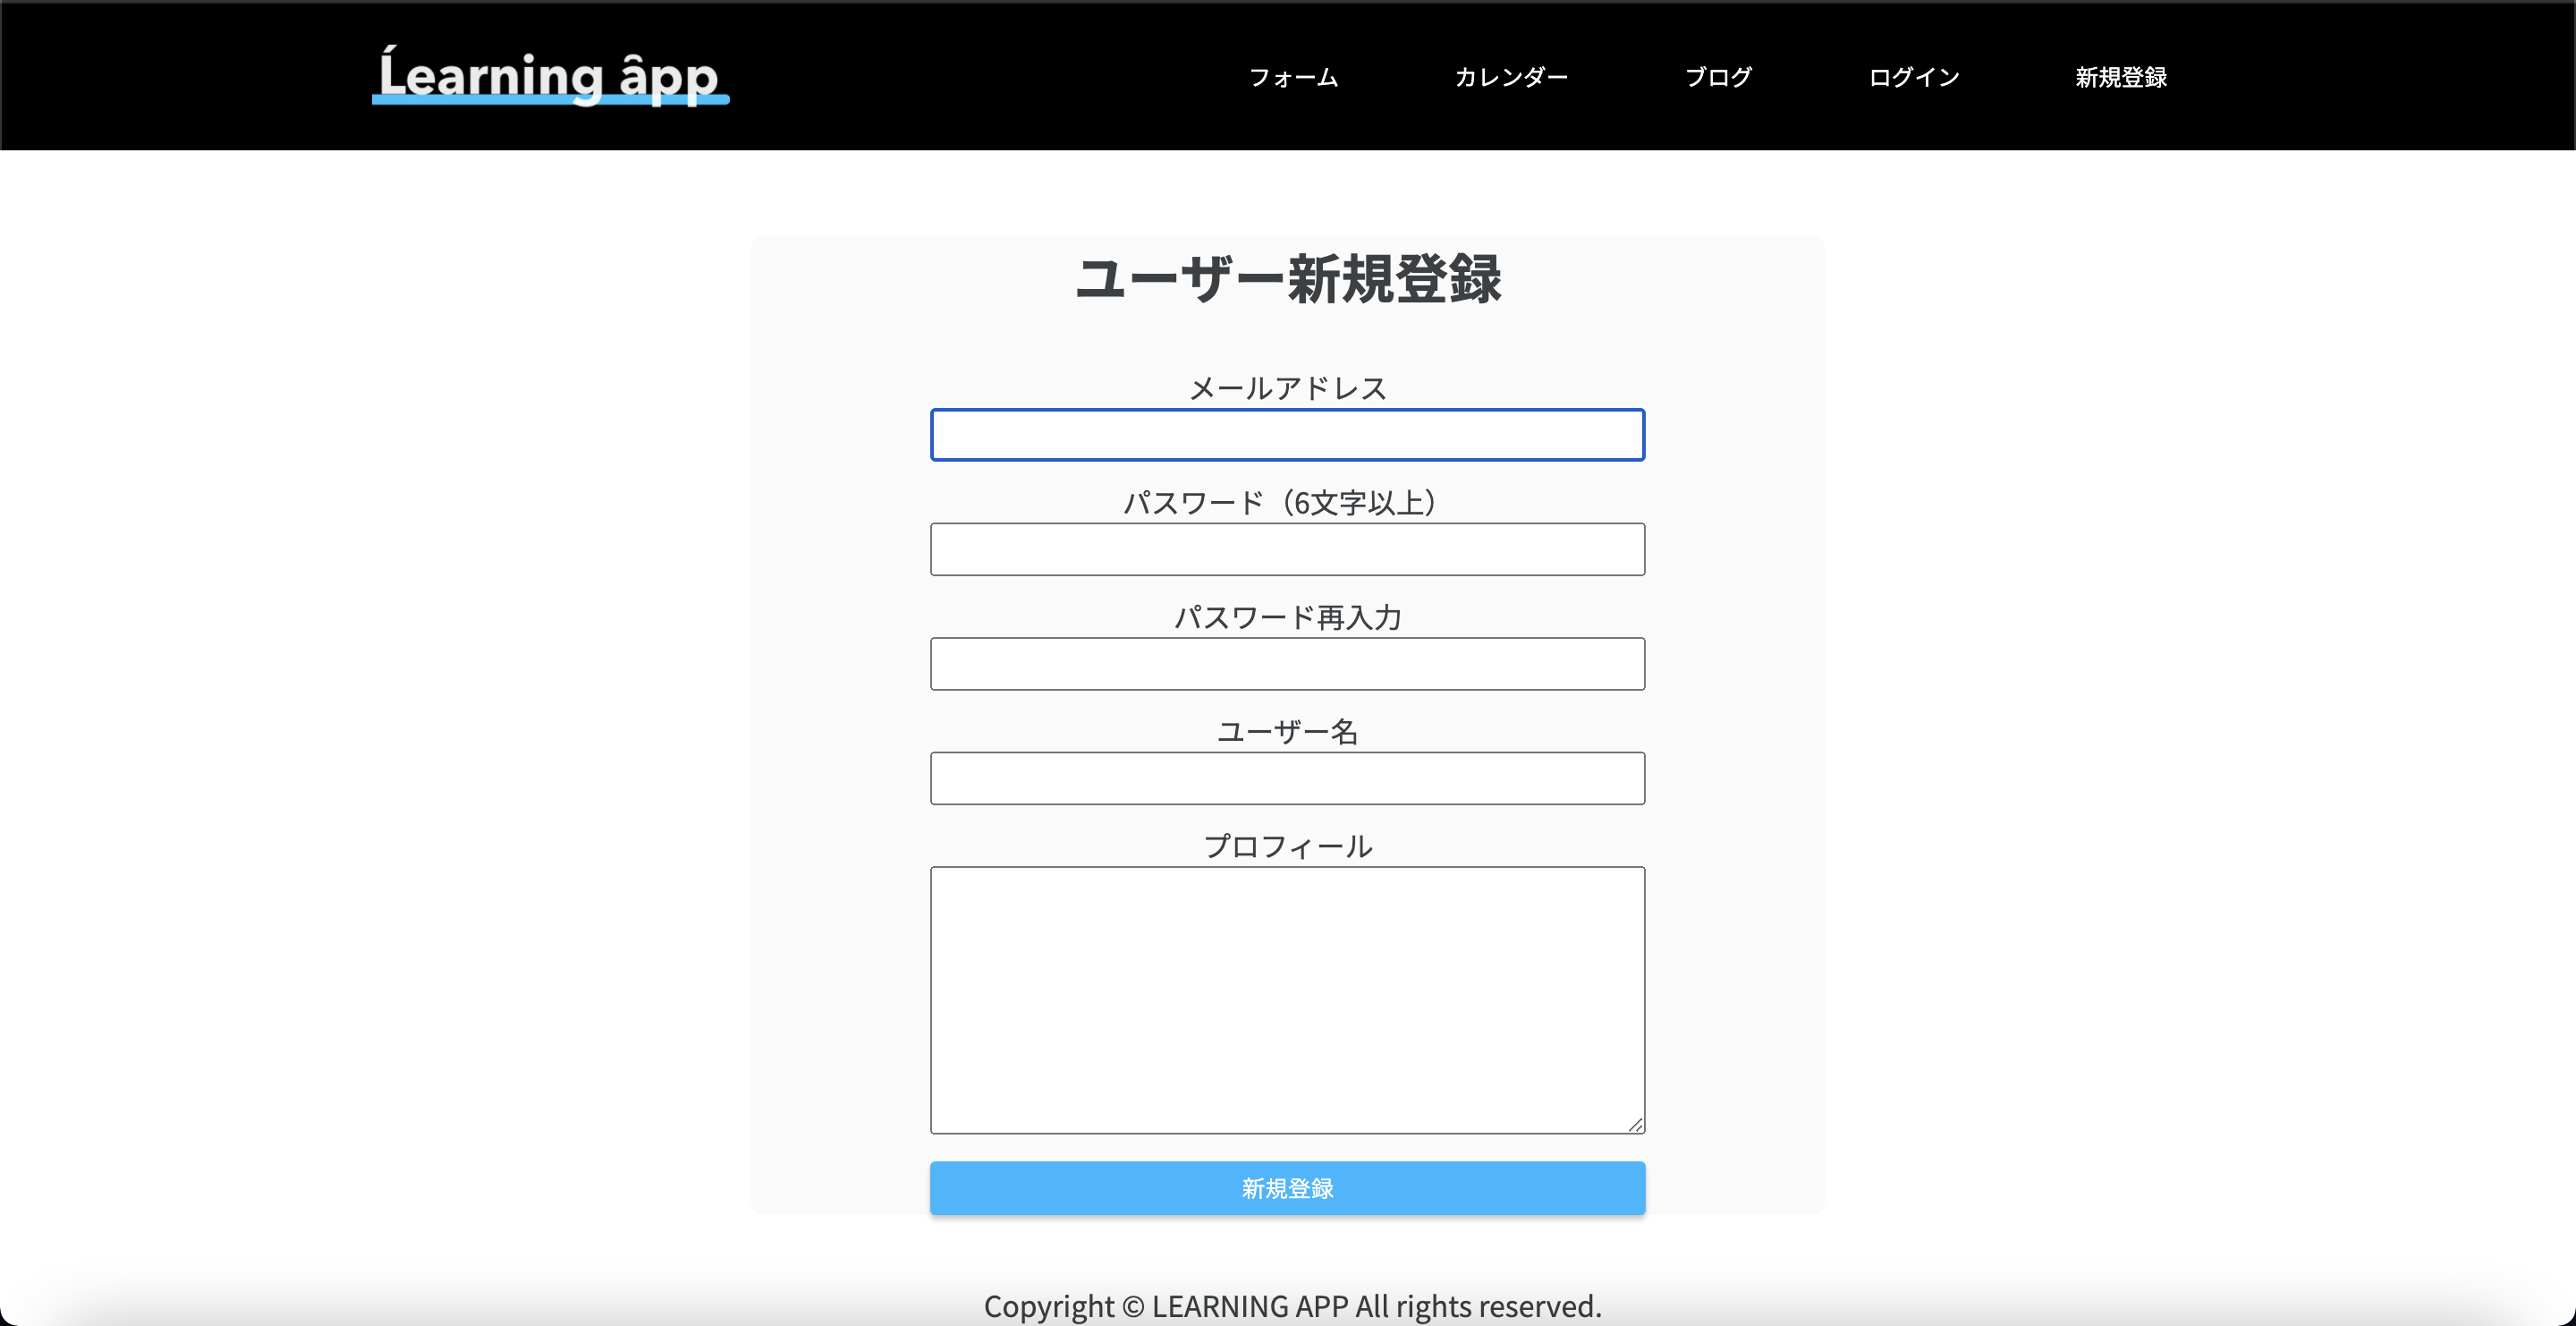 Ĺearning âpp
フォーム カレンダー ブログ ログイン 新規登録
ユーザー新規登録
メールアドレス
パスワード（6文字以上）
パスワード再入力
ユーザー名
プロフィール
新規登録
Copyright © LEARNING APP All rights reserved.